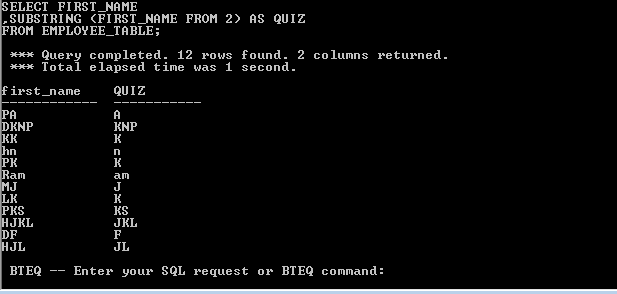 SELECT FIRST_NAME
,SUBSTRING (FIRST_NAME FROM 2) AS QUIZ
FROM EMPLOYEE_TABLE;
*** Query completed. 12 rows found. 2 columns returned.
*** Total elapsed time was 1 second.
first_name QUIZ
------------ -----------
PA A
DKNP KNP
KK K
hn n
PK K
Ram am
MJ J
LK K
PKS KS
HJKL JKL
DF F
HJL JL
BTEQ -- Enter your SQL request or BTEQ command: